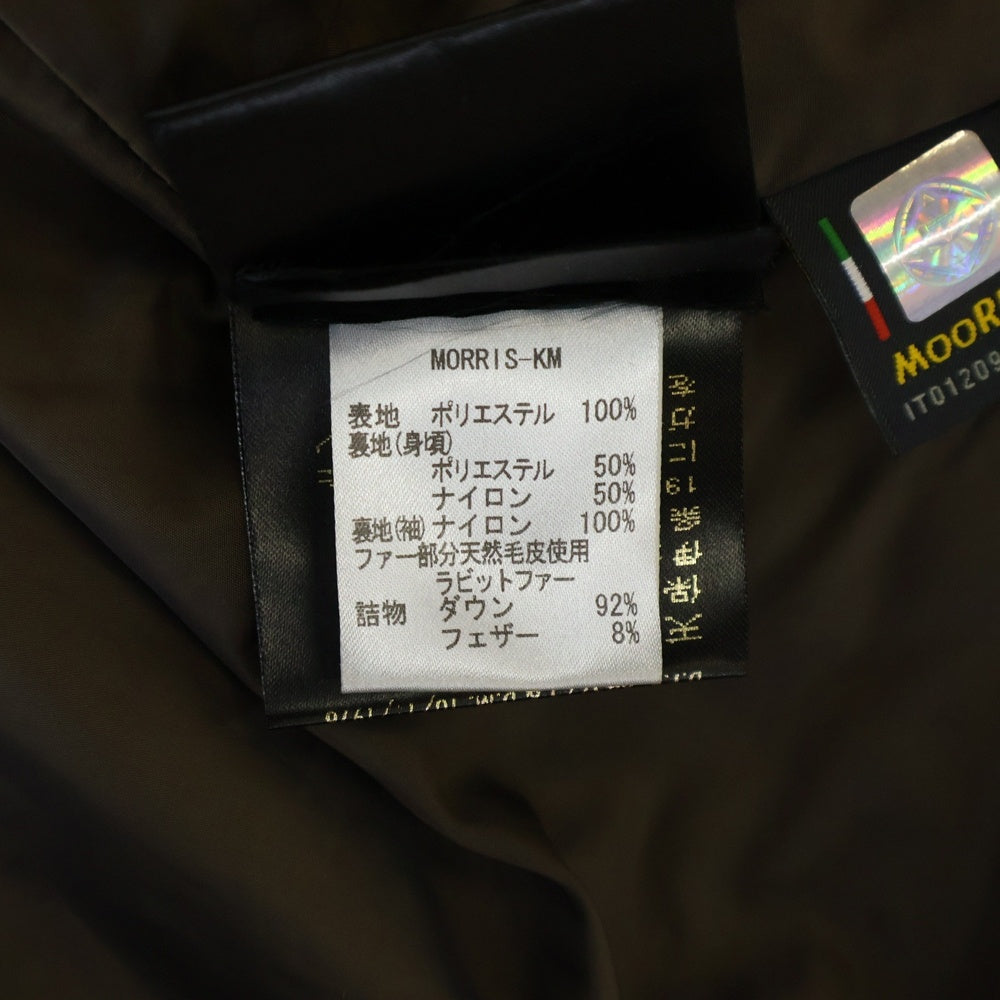 MORRIS-KM
表地 ポリエステル 100%
裏地(身頃)
ポリエステル 50%
ナイロン 50%
裏地(袖) ナイロン 100%
ファー部分天然毛皮使用
ラビットファー
詰物 ダウン 92%
フェザー 8%
MOOR
IT01209